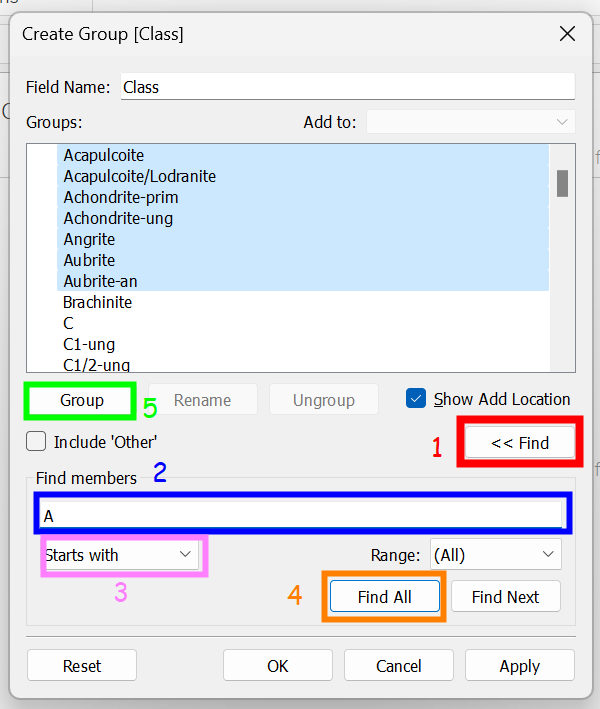 ns
Create Group [Class]
Field Name: Class
Groups: Add to:
Acapulcoite
Acapulcoite/Lodranite
Achondrite-prim
Achondrite-ung
Angrite
Aubrite
Aubrite-an
Brachinite
C
C1-ung
C1/2-ung
Group 5 Rename Ungroup Show Add Location
Include 'Other' 1 << Find
Find members 2
A
Starts with Range: (All)
3 4 Find All Find Next
Reset OK Cancel Apply